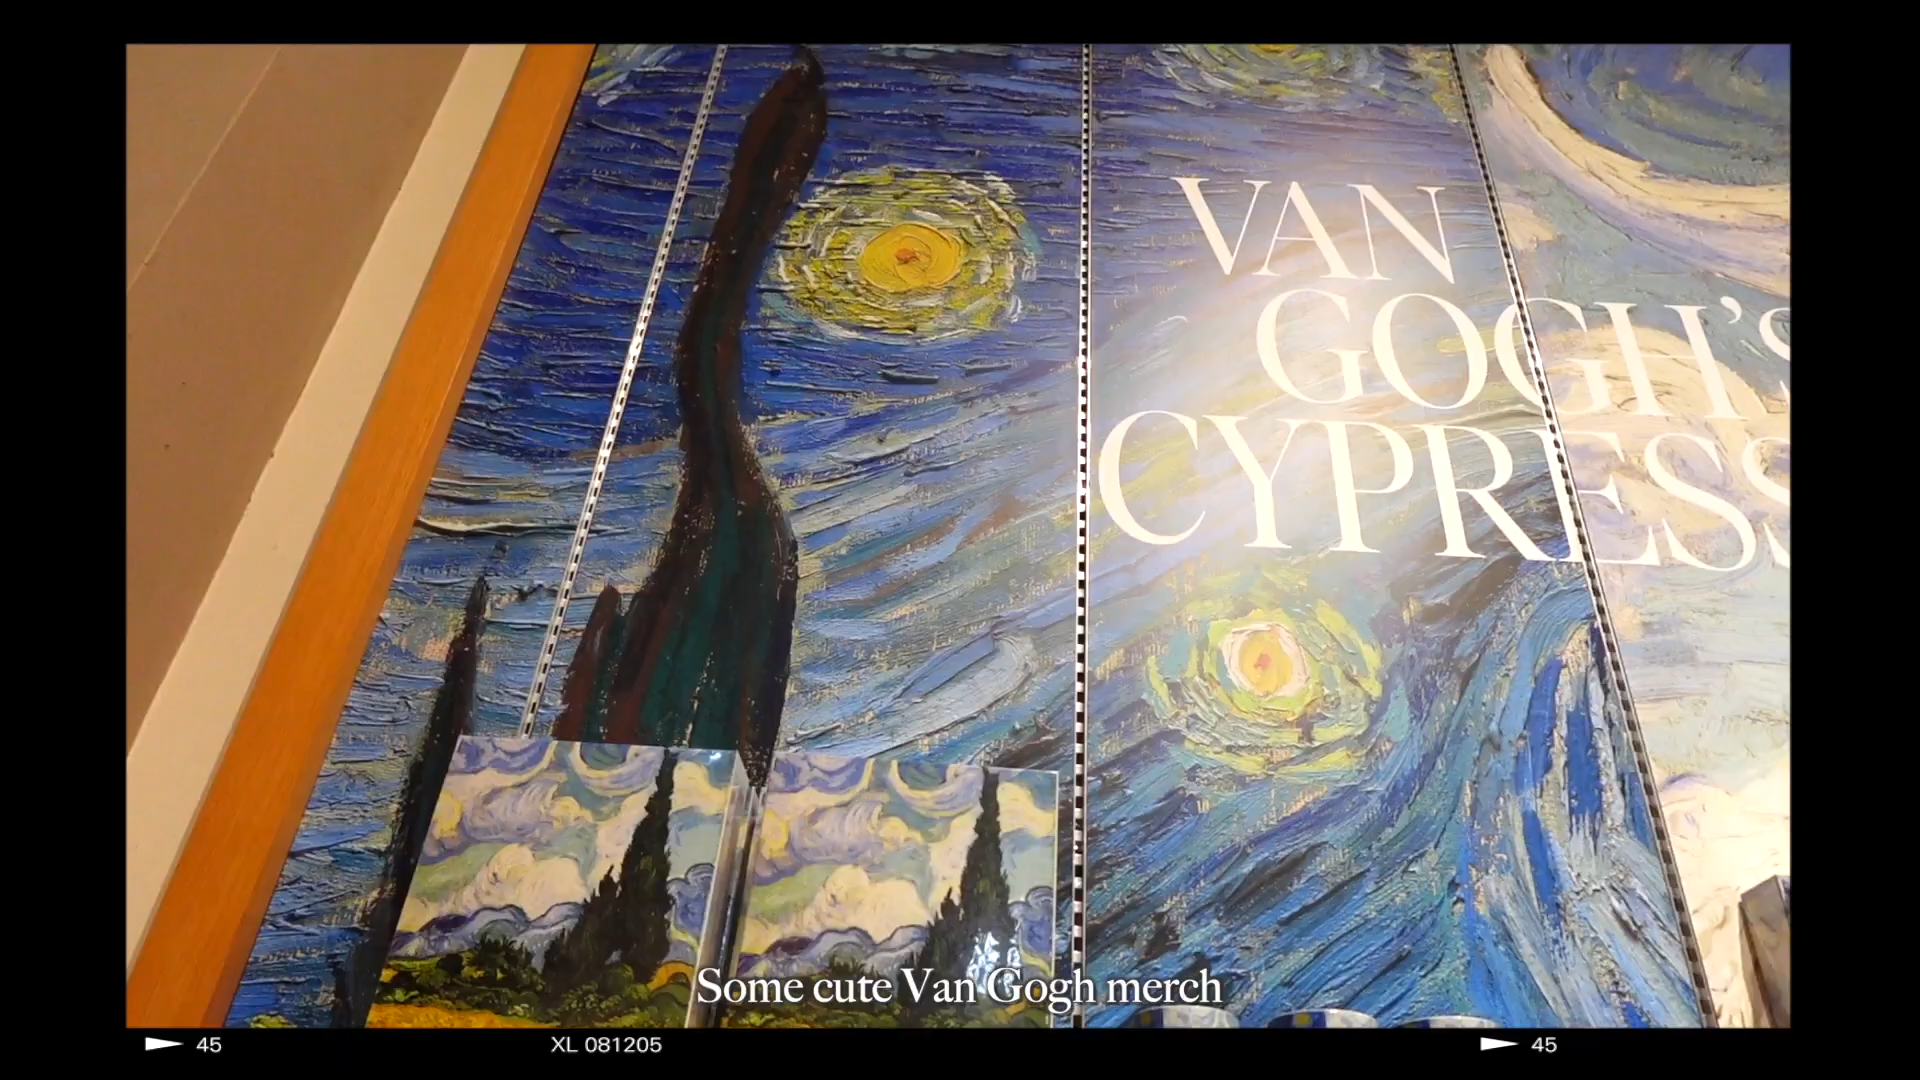 VAN
GOGH'S
CYPRESS
Some cute Van Gogh merch
45
XL 081205
45